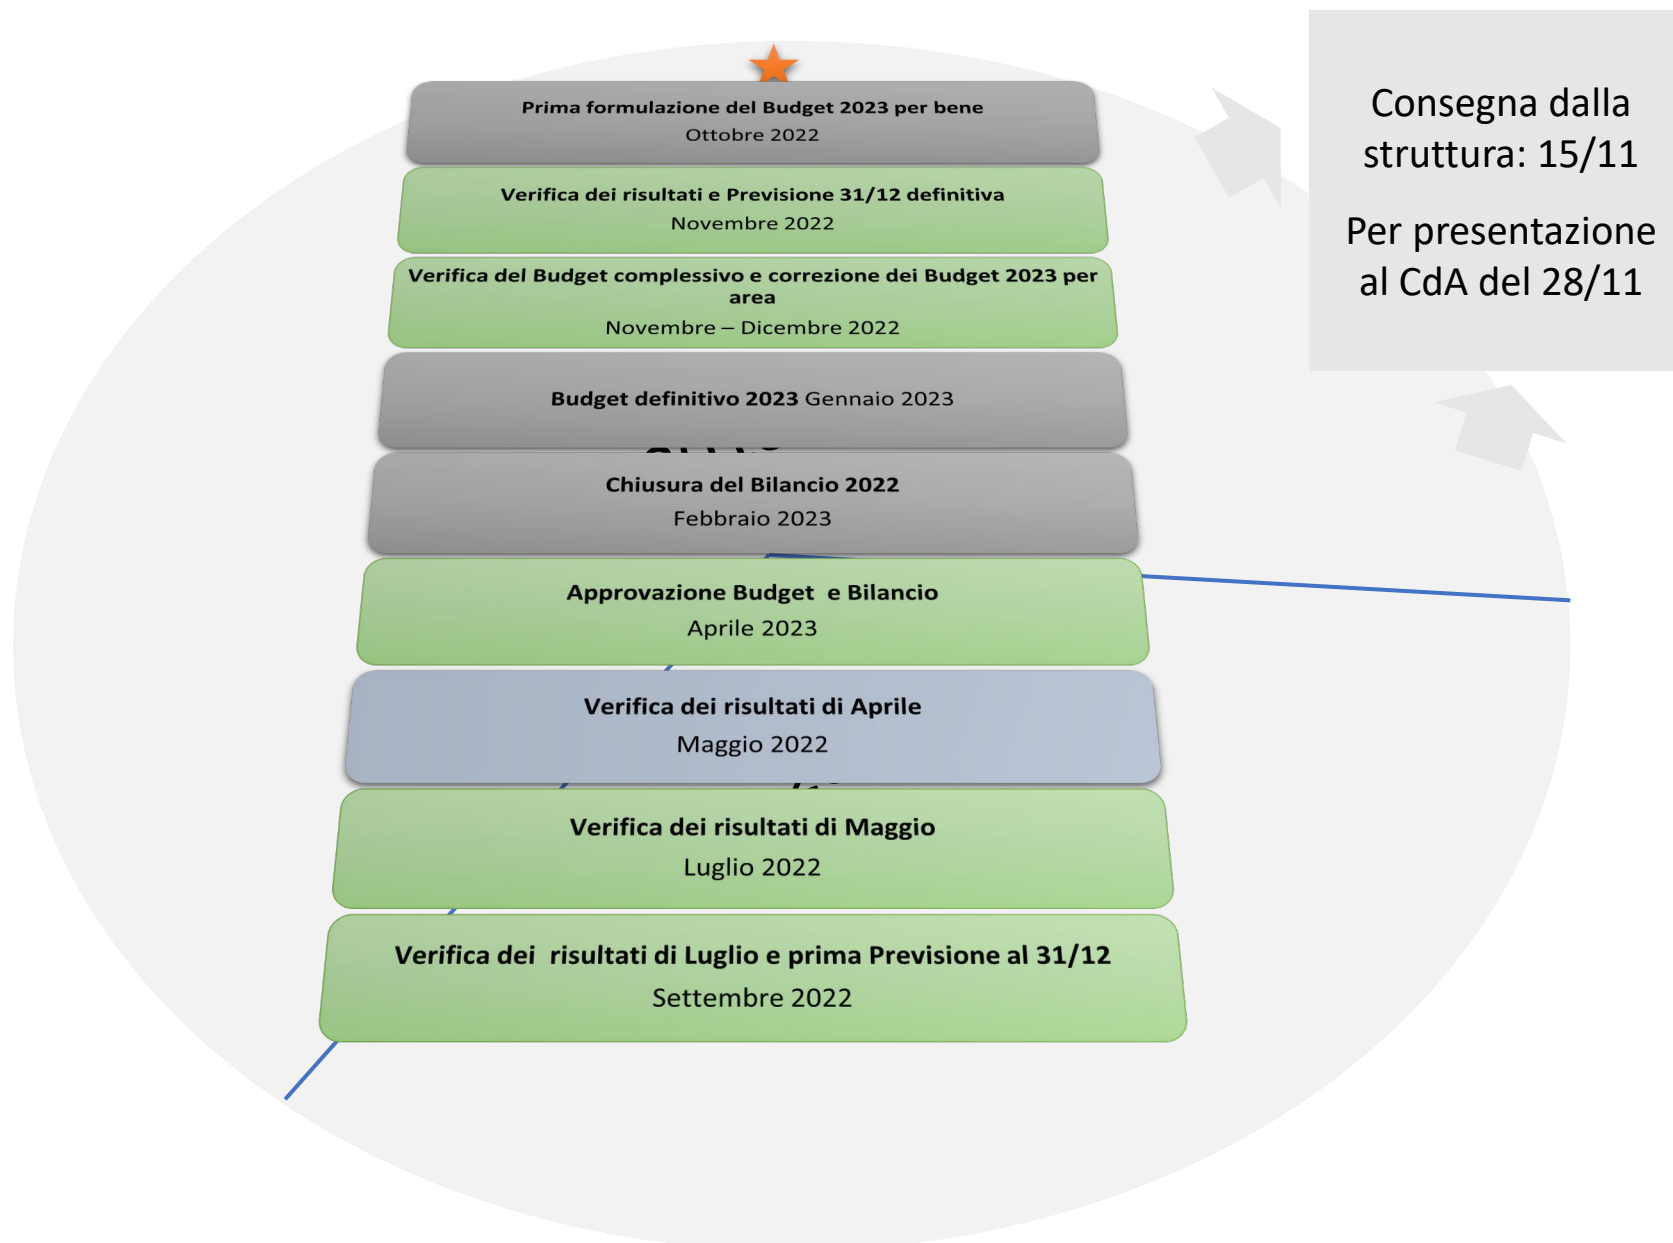 Prima formulazione del Budget 2023 per bene
Ottobre 2022
Verifica dei risultati e Previsione 31/12 definitiva
Novembre 2022
Verifica del Budget complessivo e correzione dei Budget 2023 per
area
Novembre – Dicembre 2022
Budget definitivo 2023 Gennaio 2023
Chiusura del Bilancio 2022
Febbraio 2023
Approvazione Budget e Bilancio
Aprile 2023
Verifica dei risultati di Aprile
Maggio 2022
Verifica dei risultati di Maggio
Luglio 2022
Verifica dei risultati di Luglio e prima Previsione al 31/12
Settembre 2022
Consegna dalla
struttura: 15/11
Per presentazione
al CdA del 28/11